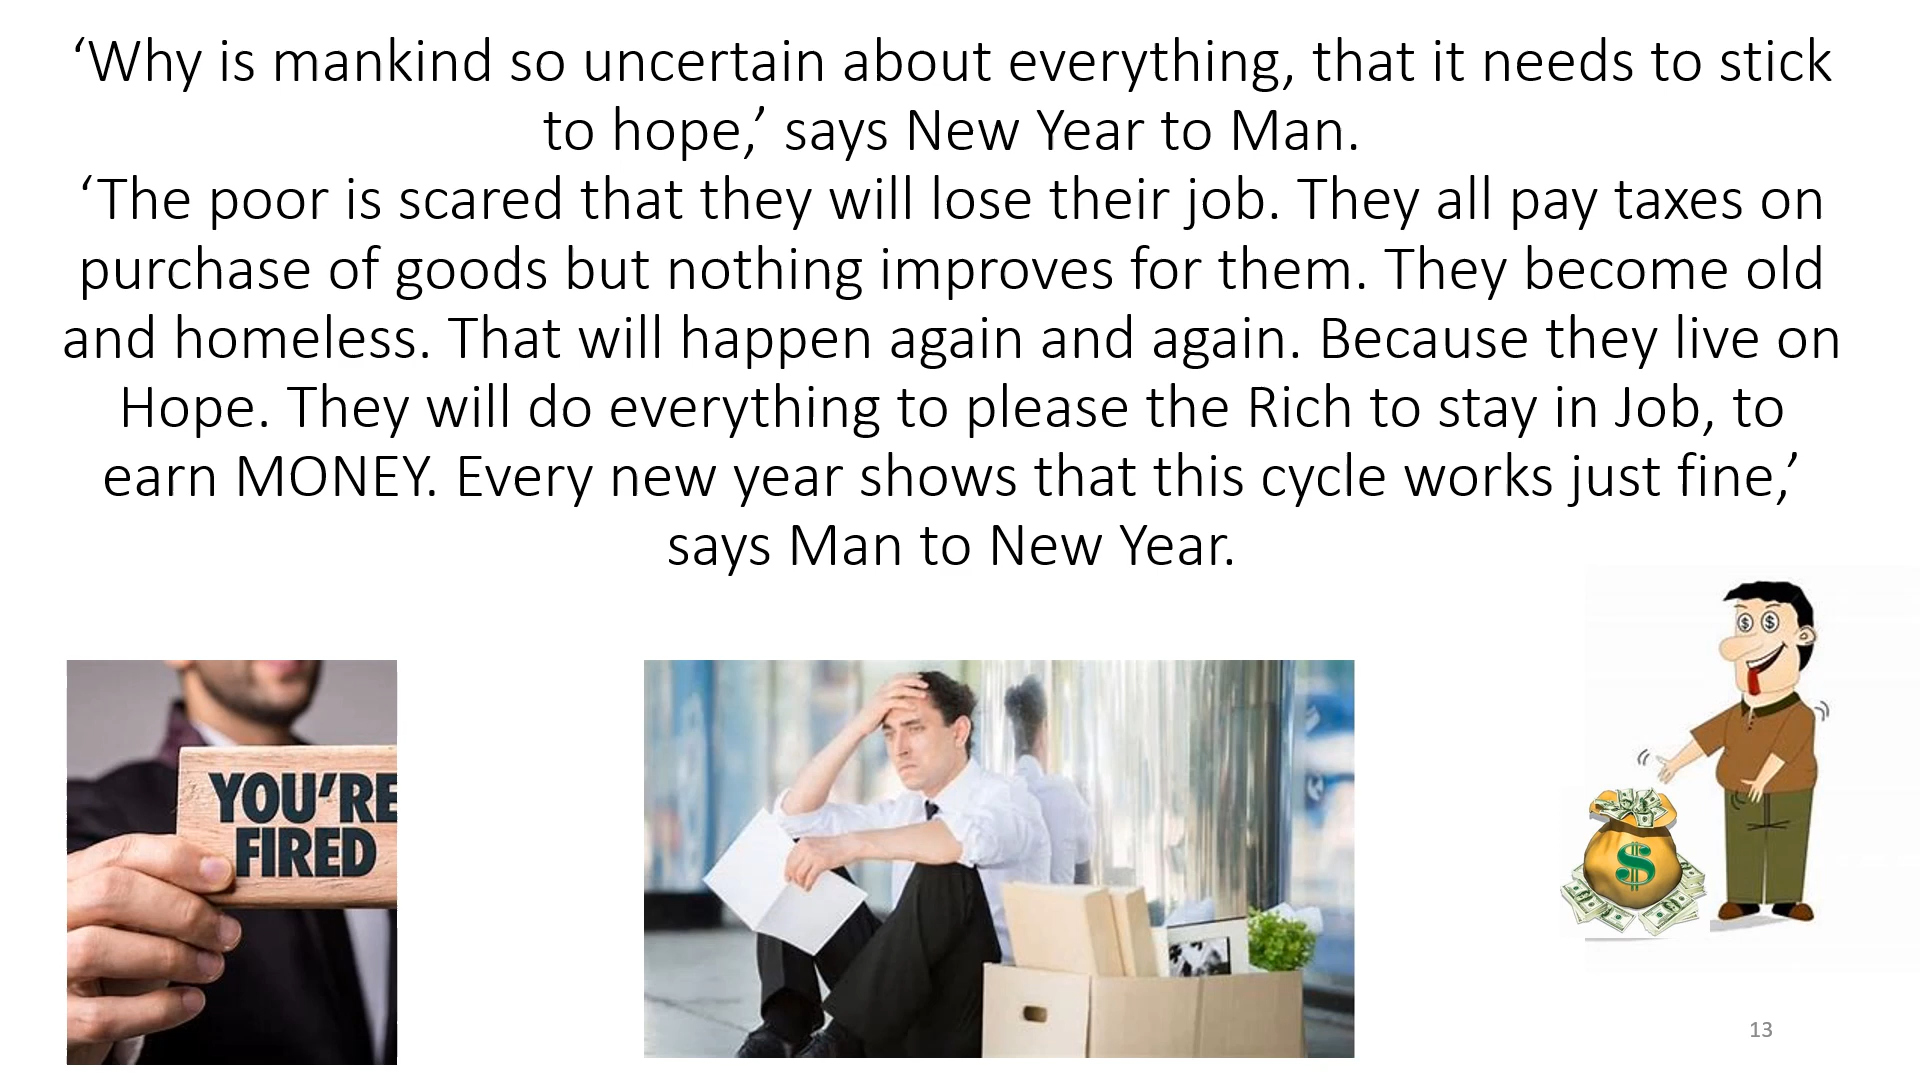 ‘Why is mankind so uncertain about everything, that it needs to stick
to hope,’ says New Year to Man.
‘The poor is scared that they will lose their job. They all pay taxes on
purchase of goods but nothing improves for them. They become old
and homeless. That will happen again and again. Because they live on
Hope. They will do everything to please the Rich to stay in Job, to
earn MONEY. Every new year shows that this cycle works just fine,’
says Man to New Year.
YOU’RE
FIRED
$ $
$
13